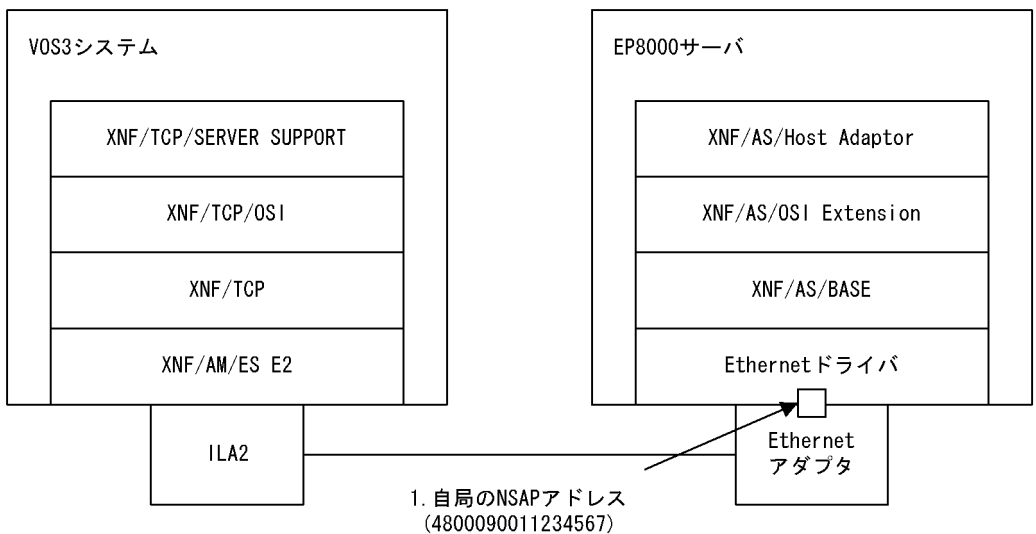 VOS3システム
XNF/TCP/SERVER SUPPORT
XNF/TCP/OSI
XNF/TCP
XNF/AM/ES E2
ILA2
EP8000サーバ
XNF/AS/Host Adaptor
XNF/AS/OSI Extension
XNF/AS/BASE
Ethernetドライバ
Ethernet
アダプタ
1.自局のNSAPアドレス
(4800090011234567)